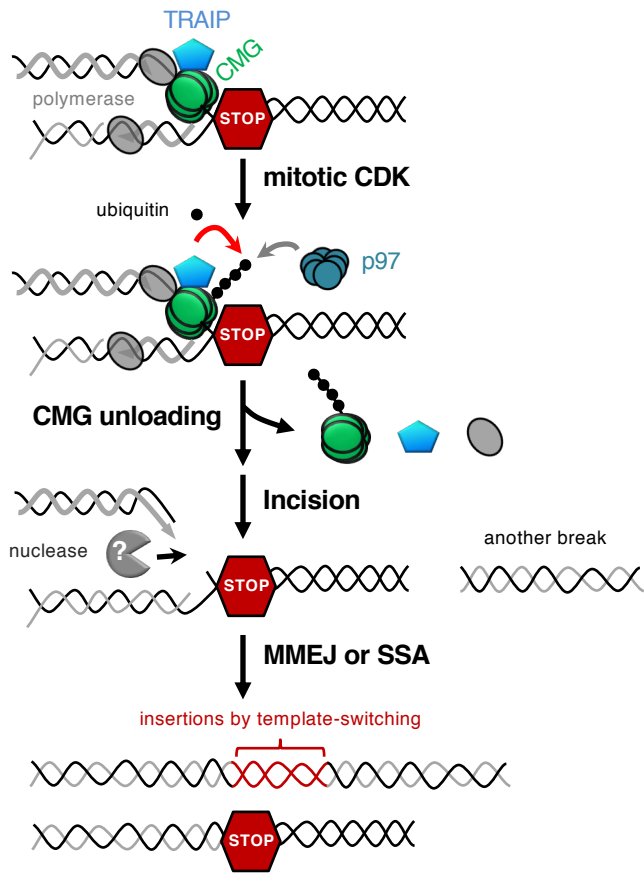 TRAIP
CMG
polymerase
STOP
mitotic CDK
ubiquitin
p97
STOP
CMG unloading
Incision
nuclease
?
another break
STOP
MMEJ or SSA
insertions by template-switching
STOP